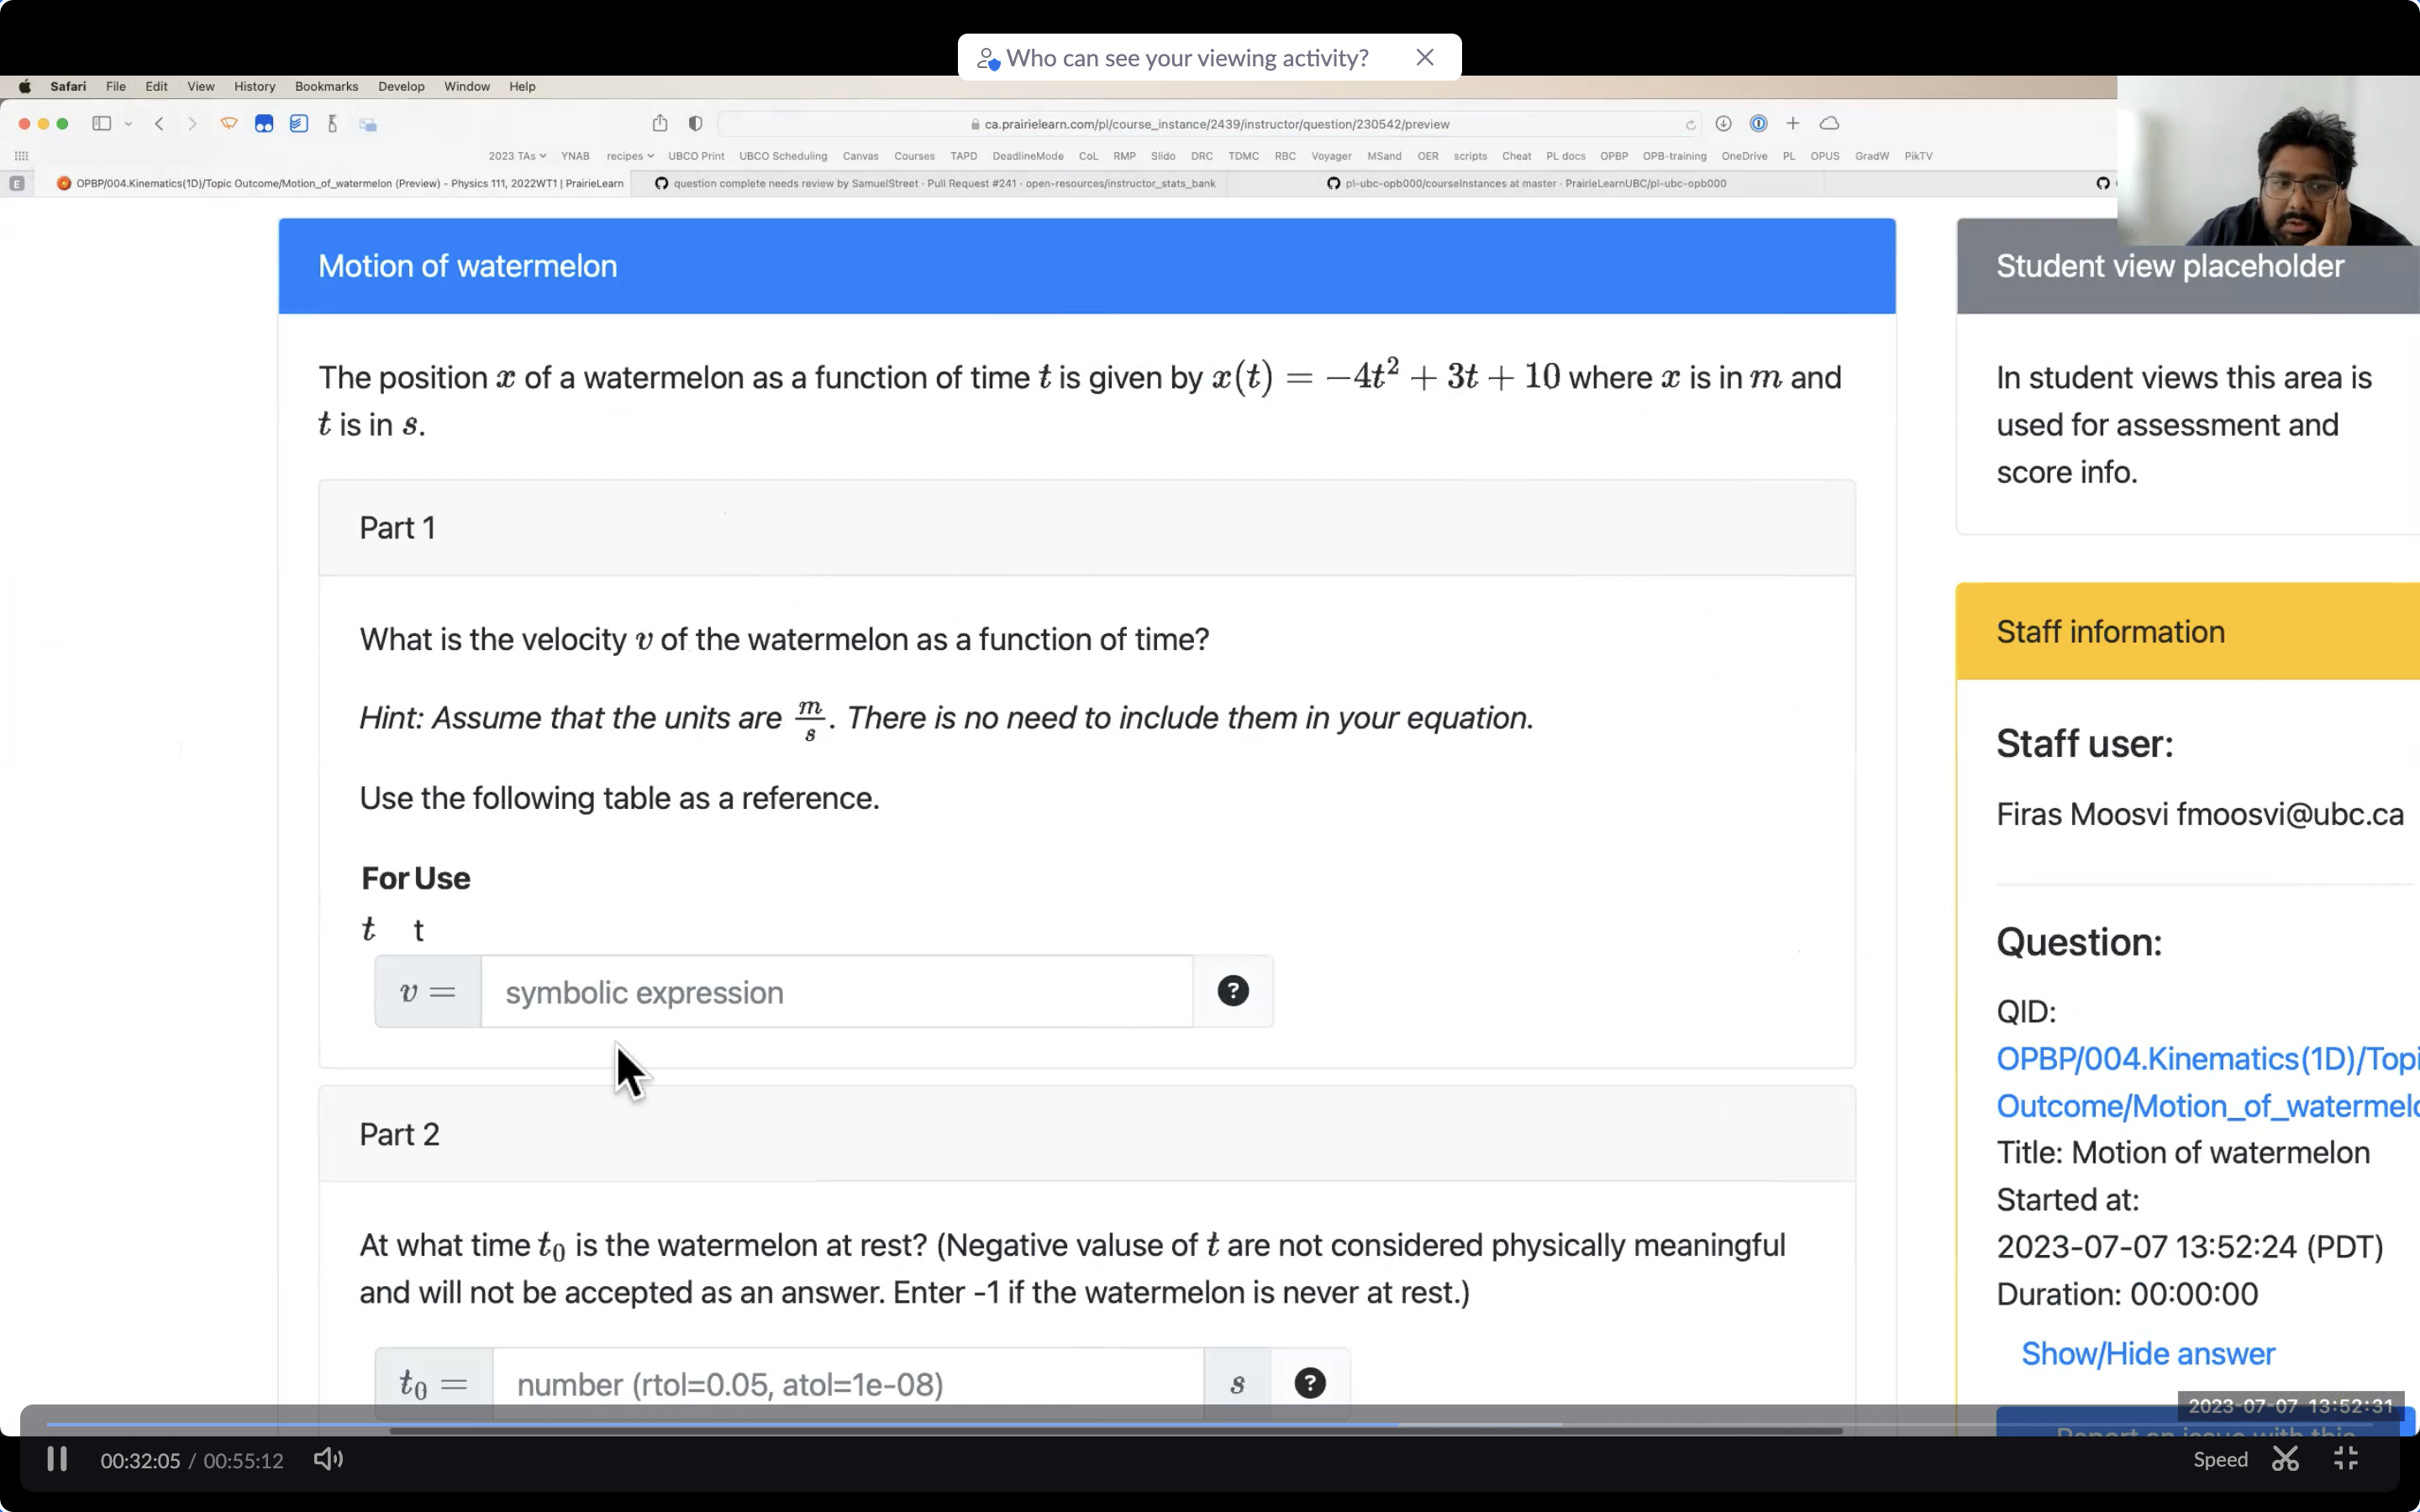 Who can see your viewing activity?
Safari File Edit View History Bookmarks Develop Window Help
ca.prairielearn.com/pl/course_instance/2439/instructor/question/230542/preview
2023 TAs YNAB recipes UBCO Print UBCO Scheduling Canvas Courses TAPD DeadlineMode CoL RMP Slido DRC TDMC RBC Voyager MSand OER scripts Cheat PL docs OPBP OPB-training OneDrive PL OPUS GradW PikTV
E OPBP/004.Kinematics(1D)/Topic Outcome/Motion_of_watermelon (Preview) - Physics 111, 2022WT1 | PrairieLearn question complete needs review by SamuelStreet · Pull Request #241 · open-resources/instructor_stats_bank pl-ubc-opb000/courseInstances at master · PrairieLearnUBC/pl-ubc-opb000
Motion of watermelon
The position x of a watermelon as a function of time t is given by x(t) = −4t² + 3t + 10 where x is in m and
t is in s.
Part 1
What is the velocity v of the watermelon as a function of time?
Hint: Assume that the units are m/s. There is no need to include them in your equation.
Use the following table as a reference.
For Use
t t
v = symbolic expression ?
Part 2
At what time t₀ is the watermelon at rest? (Negative valuse of t are not considered physically meaningful
and will not be accepted as an answer. Enter -1 if the watermelon is never at rest.)
t₀ = number (rtol=0.05, atol=1e-08) s ?
Student view placeholder
In student views this area is
used for assessment and
score info.
Staff information
Staff user:
Firas Moosvi fmoosvi@ubc.ca
Question:
QID:
OPBP/004.Kinematics(1D)/Topi
Outcome/Motion_of_watermelo
Title: Motion of watermelon
Started at:
2023-07-07 13:52:24 (PDT)
Duration: 00:00:00
Show/Hide answer
2023-07-07 13:52:31
Report an issue with this
00:32:05 / 00:55:12
Speed